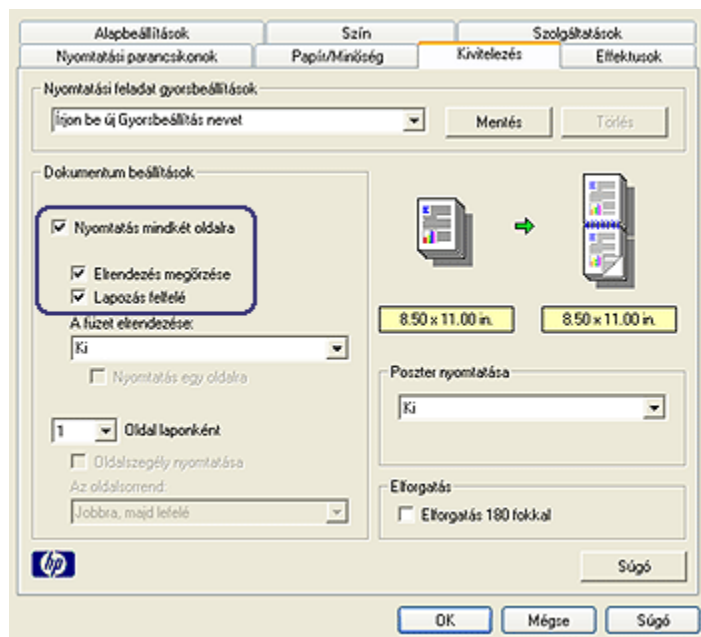 Alapbeállítások Szín Szolgáltatások
Nyomtatási parancsikonok Papír/Minőség Kivitelezés Effektusok
Nyomtatási feladat gyorsbeállítások
Írjon be új Gyorsbeállítás nevet Mentés Törlés
Dokumentum beállítások
Nyomtatás mindkét oldalra
Elrendezés megőrzése
Lapozás felfelé
A füzet elrendezése:
Ki
Nyomtatás egy oldalra
1 Oldal laponként
Oldalszegély nyomtatása
Az oldalsorrend:
Jobbra, majd lefelé
8.50 x 11.00 in. 8.50 x 11.00 in.
Poszter nyomtatása
Ki
Elforgatás
Elforgatás 180 fokkal
hp
Súgó
OK Mégse Súgó